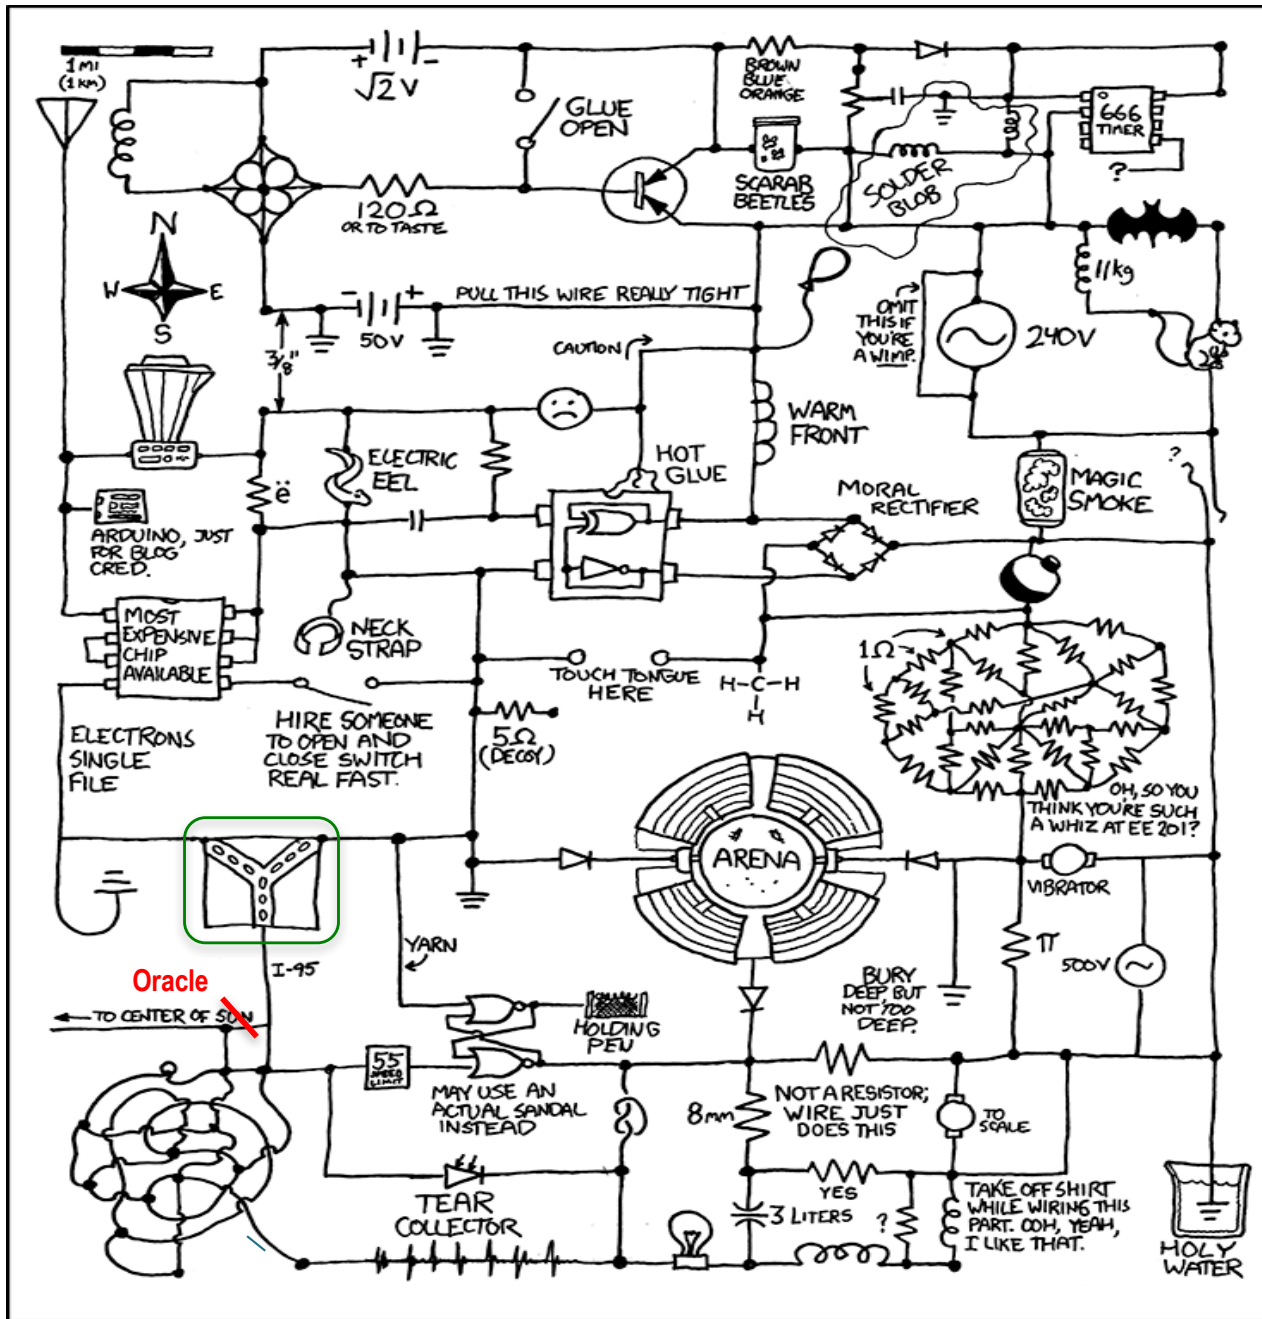 1 MI
(1 KM)
√2 V
+
-
GLUE
OPEN
BROWN
BLUE
ORANGE
666
TIMER
?
SCARAB
BEETLES
SOLDER
BLOB
120Ω
OR TO TASTE
N
W
E
S
11kg
- +
50V
PULL THIS WIRE REALLY TIGHT
OMIT
THIS IF
YOU'RE
A WIMP.
240V
3/8"
CAUTION
WARM
FRONT
ELECTRIC
EEL
HOT
GLUE
MORAL
RECTIFIER
MAGIC
SMOKE
?
ë
ARDUINO, JUST
FOR BLOG
CRED.
MOST
EXPENSIVE
CHIP
AVAILABLE
NECK
STRAP
TOUCH TONGUE
HERE
H-C-H
H
1Ω
ELECTRONS
SINGLE
FILE
HIRE SOMEONE
TO OPEN AND
CLOSE SWITCH
REAL FAST.
5Ω
(DECOY)
OH, SO YOU
THINK YOU'RE SUCH
A WHIZ AT EE 201?
ARENA
VIBRATOR
YARN
I-95
π
500V
Oracle
BURY
DEEP, BUT
NOT TOO
DEEP.
TO CENTER OF SUN
HOLDING
PEN
55
SPEED
LIMIT
MAY USE AN
ACTUAL SANDAL
INSTEAD
8mm
NOT A RESISTOR;
WIRE JUST
DOES THIS
TO
SCALE
TEAR
COLLECTOR
YES
3 LITERS
?
TAKE OFF SHIRT
WHILE WIRING THIS
PART. OOH, YEAH,
I LIKE THAT.
HOLY
WATER